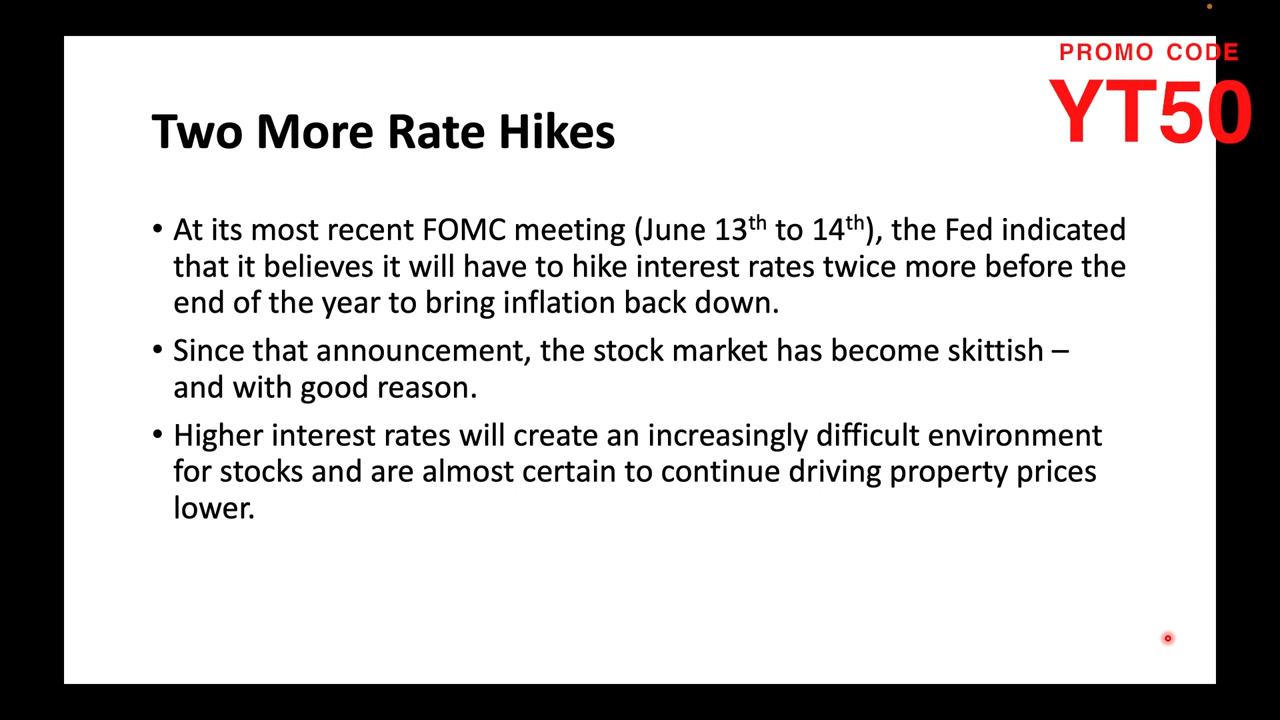 PROMO CODE
YT50
Two More Rate Hikes
• At its most recent FOMC meeting (June 13th to 14th), the Fed indicated
that it believes it will have to hike interest rates twice more before the
end of the year to bring inflation back down.
• Since that announcement, the stock market has become skittish –
and with good reason.
• Higher interest rates will create an increasingly difficult environment
for stocks and are almost certain to continue driving property prices
lower.